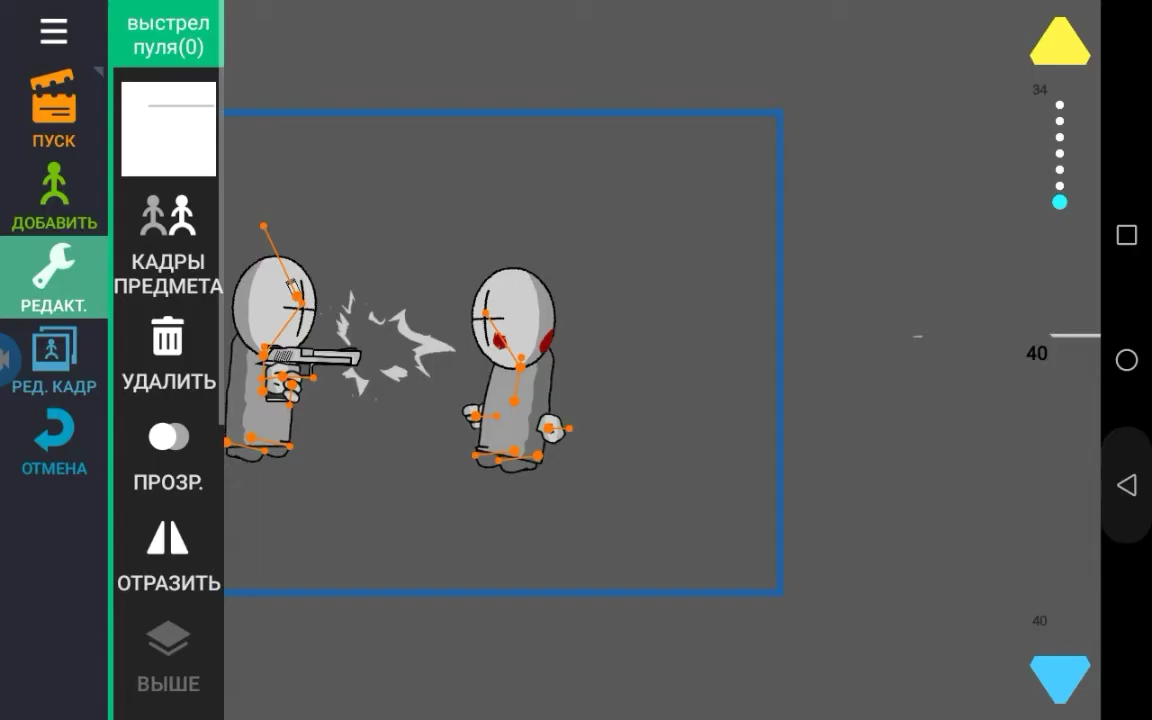 ПУСК
ДОБАВИТЬ
РЕДАКТ.
РЕД. КАДР
ОТМЕНА
выстрел
пуля(0)
КАДРЫ
ПРЕДМЕТА
УДАЛИТЬ
ПРОЗР.
ОТРАЗИТЬ
ВЫШЕ
34
40
40